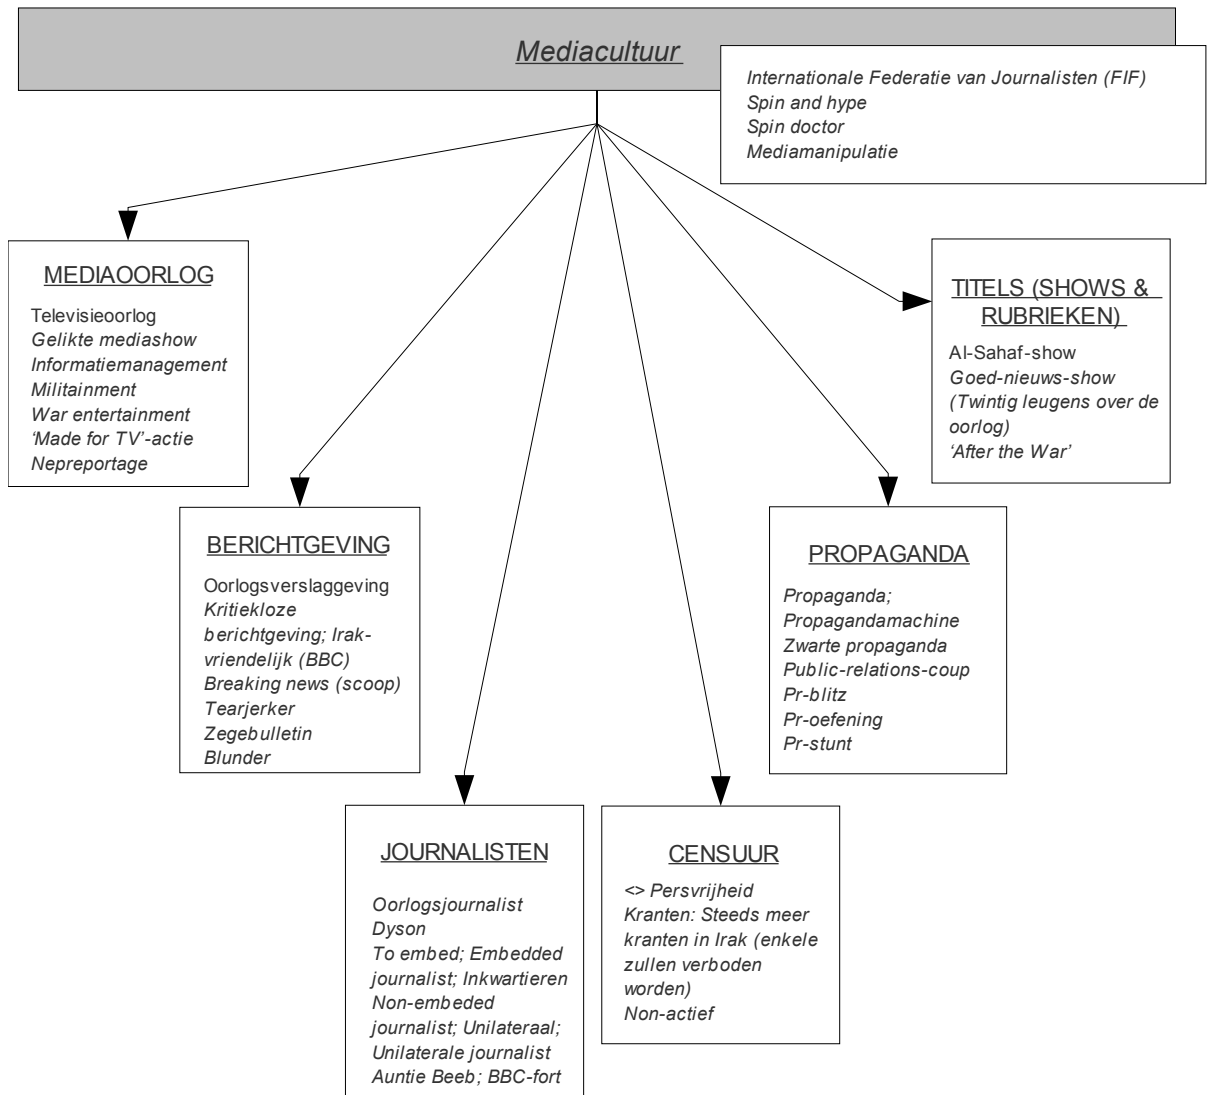 Mediacultuur
Internationale Federatie van Journalisten (FIF)
Spin and hype
Spin doctor
Mediamanipulatie
MEDIAOORLOG
Televisieoorlog
Gelikte mediashow
Informatiemanagement
Militainment
War entertainment
‘Made for TV’-actie
Nepreportage
TITELS (SHOWS &
RUBRIEKEN)
Al-Sahaf-show
Goed-nieuws-show
(Twintig leugens over de
oorlog)
‘After the War’
BERICHTGEVING
Oorlogsverslaggeving
Kritiekloze
berichtgeving; Irak-
vriendelijk (BBC)
Breaking news (scoop)
Tearjerker
Zegebulletin
Blunder
PROPAGANDA
Propaganda;
Propagandamachine
Zwarte propaganda
Public-relations-coup
Pr-blitz
Pr-oefening
Pr-stunt
JOURNALISTEN
Oorlogsjournalist
Dyson
To embed; Embedded
journalist; Inkwartieren
Non-embeded
journalist; Unilateraal;
Unilaterale journalist
Auntie Beeb; BBC-fort
CENSUUR
<> Persvrijheid
Kranten: Steeds meer
kranten in Irak (enkele
zullen verboden
worden)
Non-actief